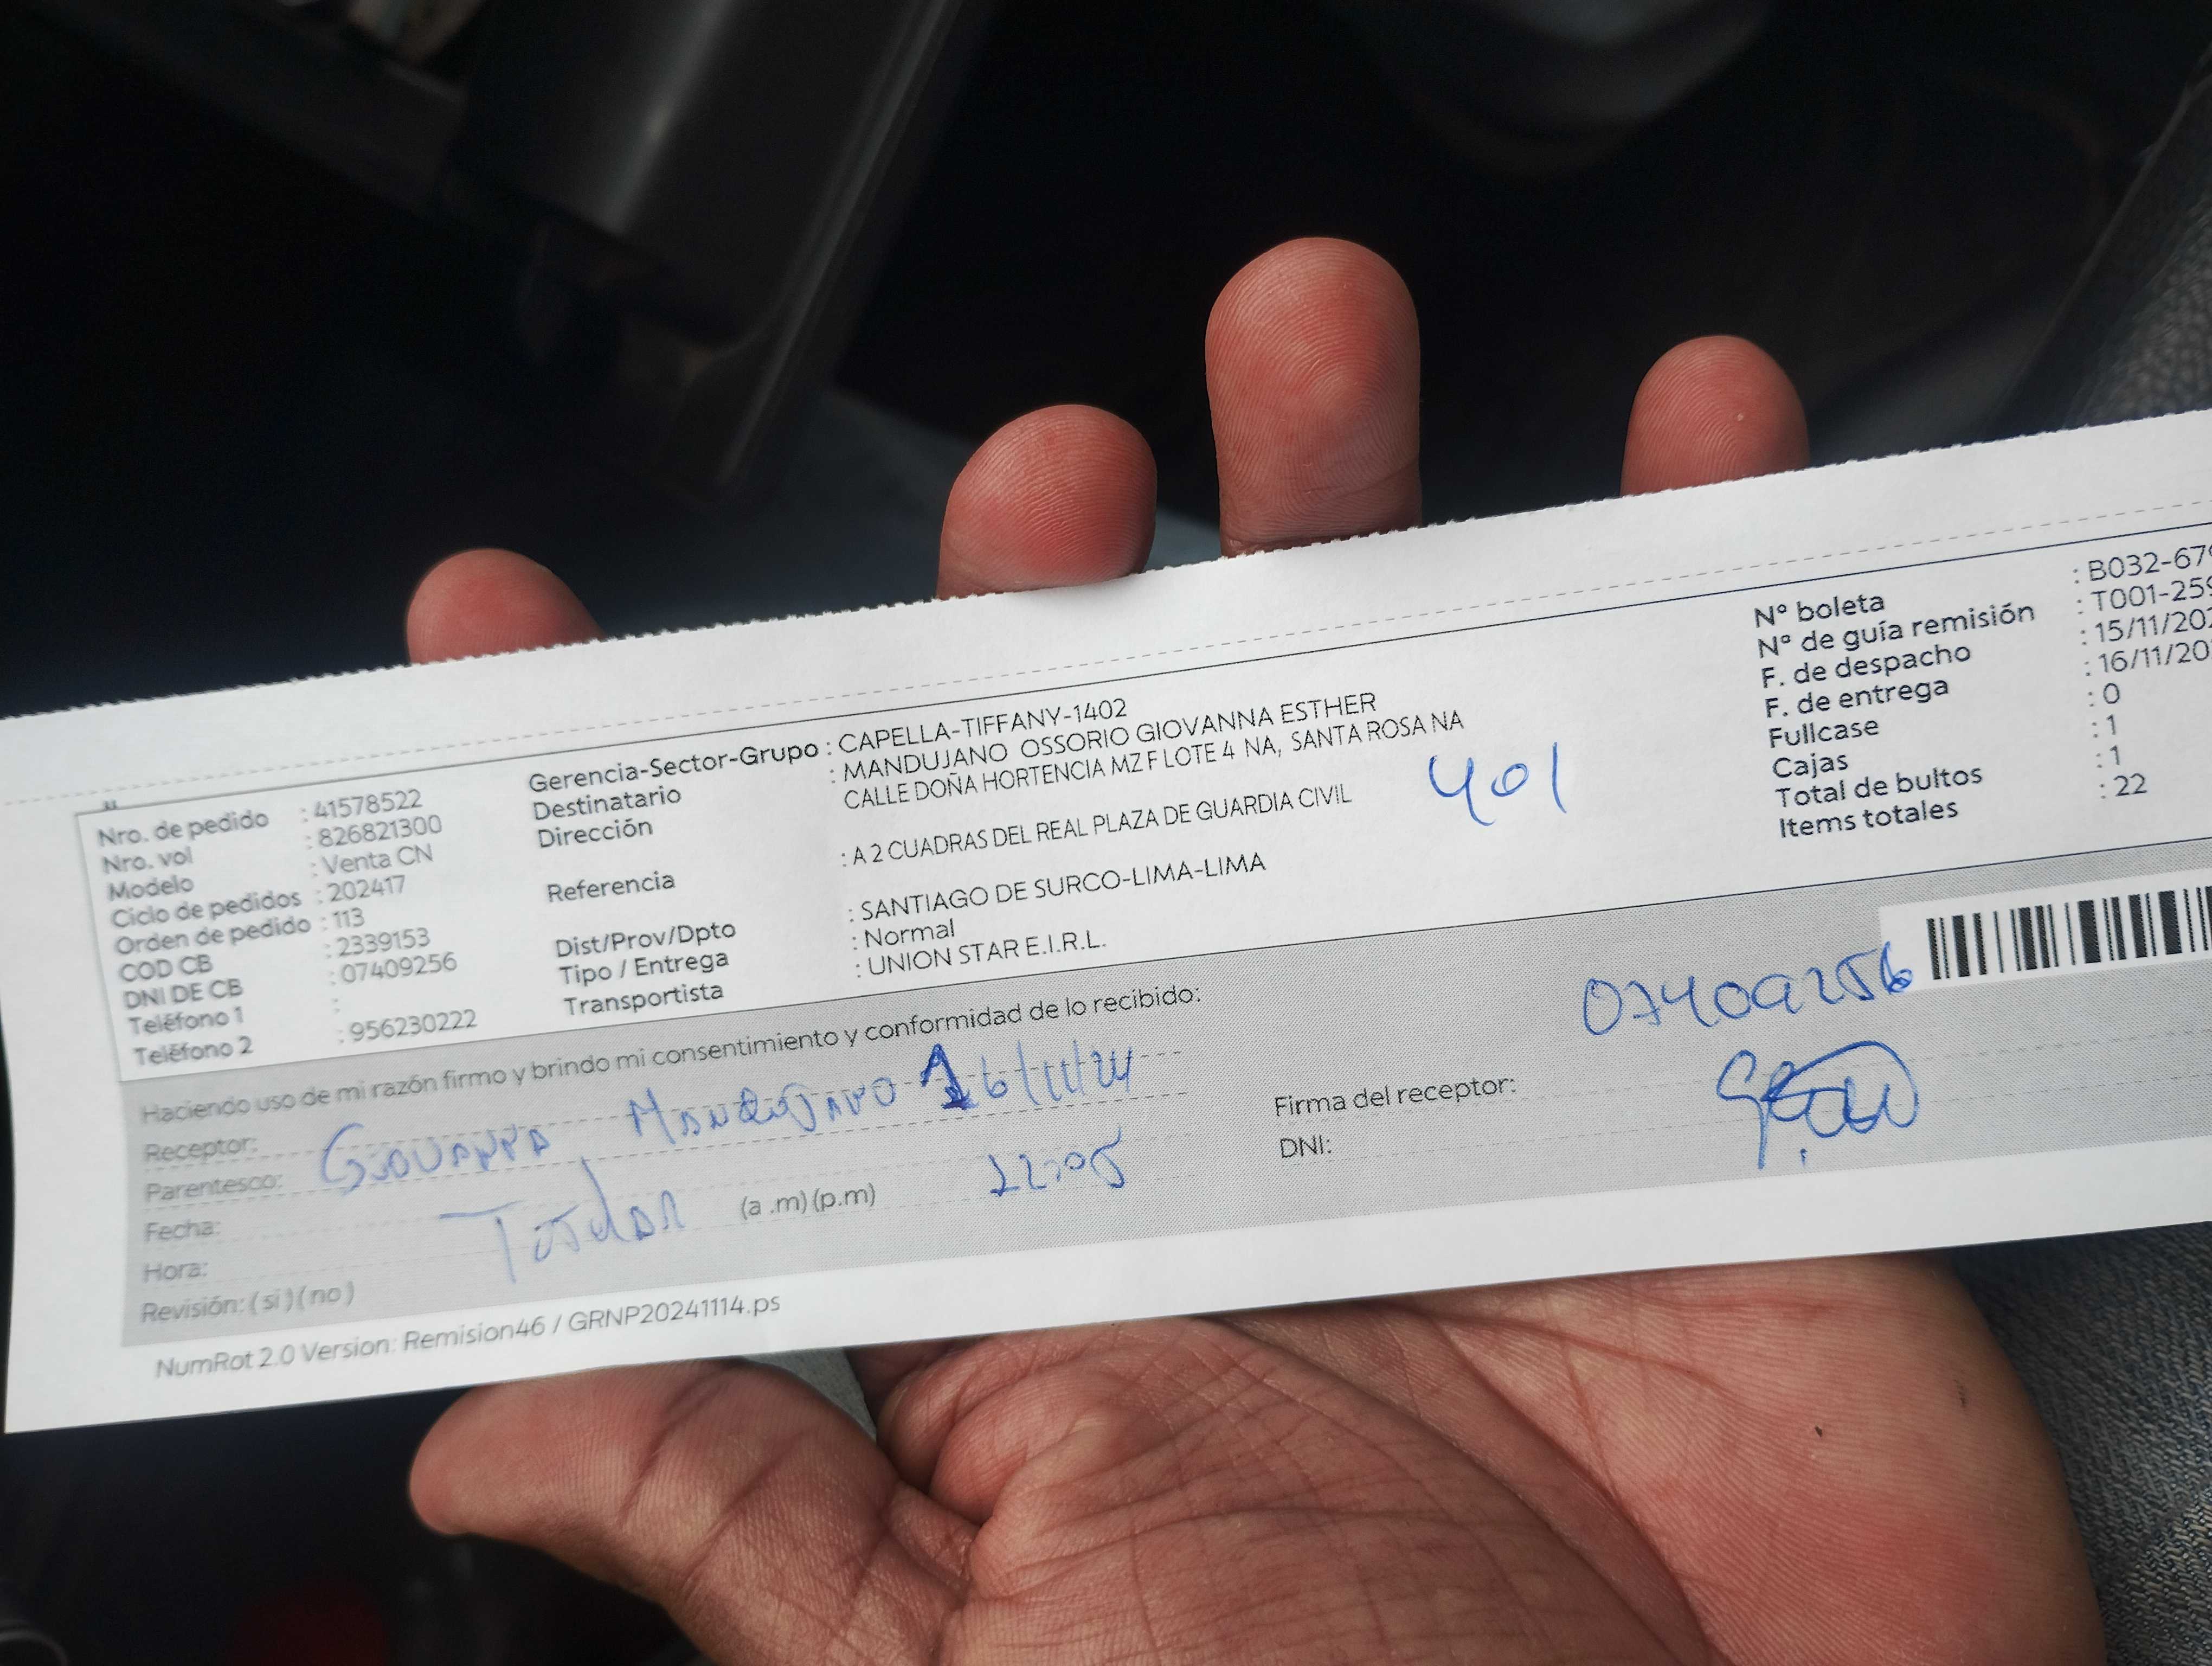 Nro. de pedido : 41578522
Nro. vol : 826821300
Modelo : Venta CN
Ciclo de pedidos : 202417
Orden de pedido : 113
COD CB : 2339153
DNI DE CB : 07409256
Teléfono 1 :
Teléfono 2 : 956230222
Gerencia-Sector-Grupo : CAPELLA-TIFFANY-1402
Destinatario : MANDUJANO OSSORIO GIOVANNA ESTHER
Dirección CALLE DOÑA HORTENCIA MZ F LOTE 4 NA, SANTA ROSA NA
401
Referencia : A 2 CUADRAS DEL REAL PLAZA DE GUARDIA CIVIL
Dist/Prov/Dpto : SANTIAGO DE SURCO-LIMA-LIMA
Tipo / Entrega : Normal
Transportista : UNION STAR E.I.R.L.
N° boleta : B032-679
N° de guía remisión : T001-259
F. de despacho : 15/11/202
F. de entrega : 16/11/20
Fullcase : 0
Cajas : 1
Total de bultos : 1
Items totales : 22
Haciendo uso de mi razón firmo y brindo mi consentimiento y conformidad de lo recibido:
Receptor: Giovanna Mandujano 16/11/24
Parentesco: Titular
Fecha:
Hora: (a .m) (p.m) 12:05
Revisión: ( si ) ( no )
07409256
Firma del receptor:
DNI:
NumRot 2.0 Version: Remision46 / GRNP20241114.ps